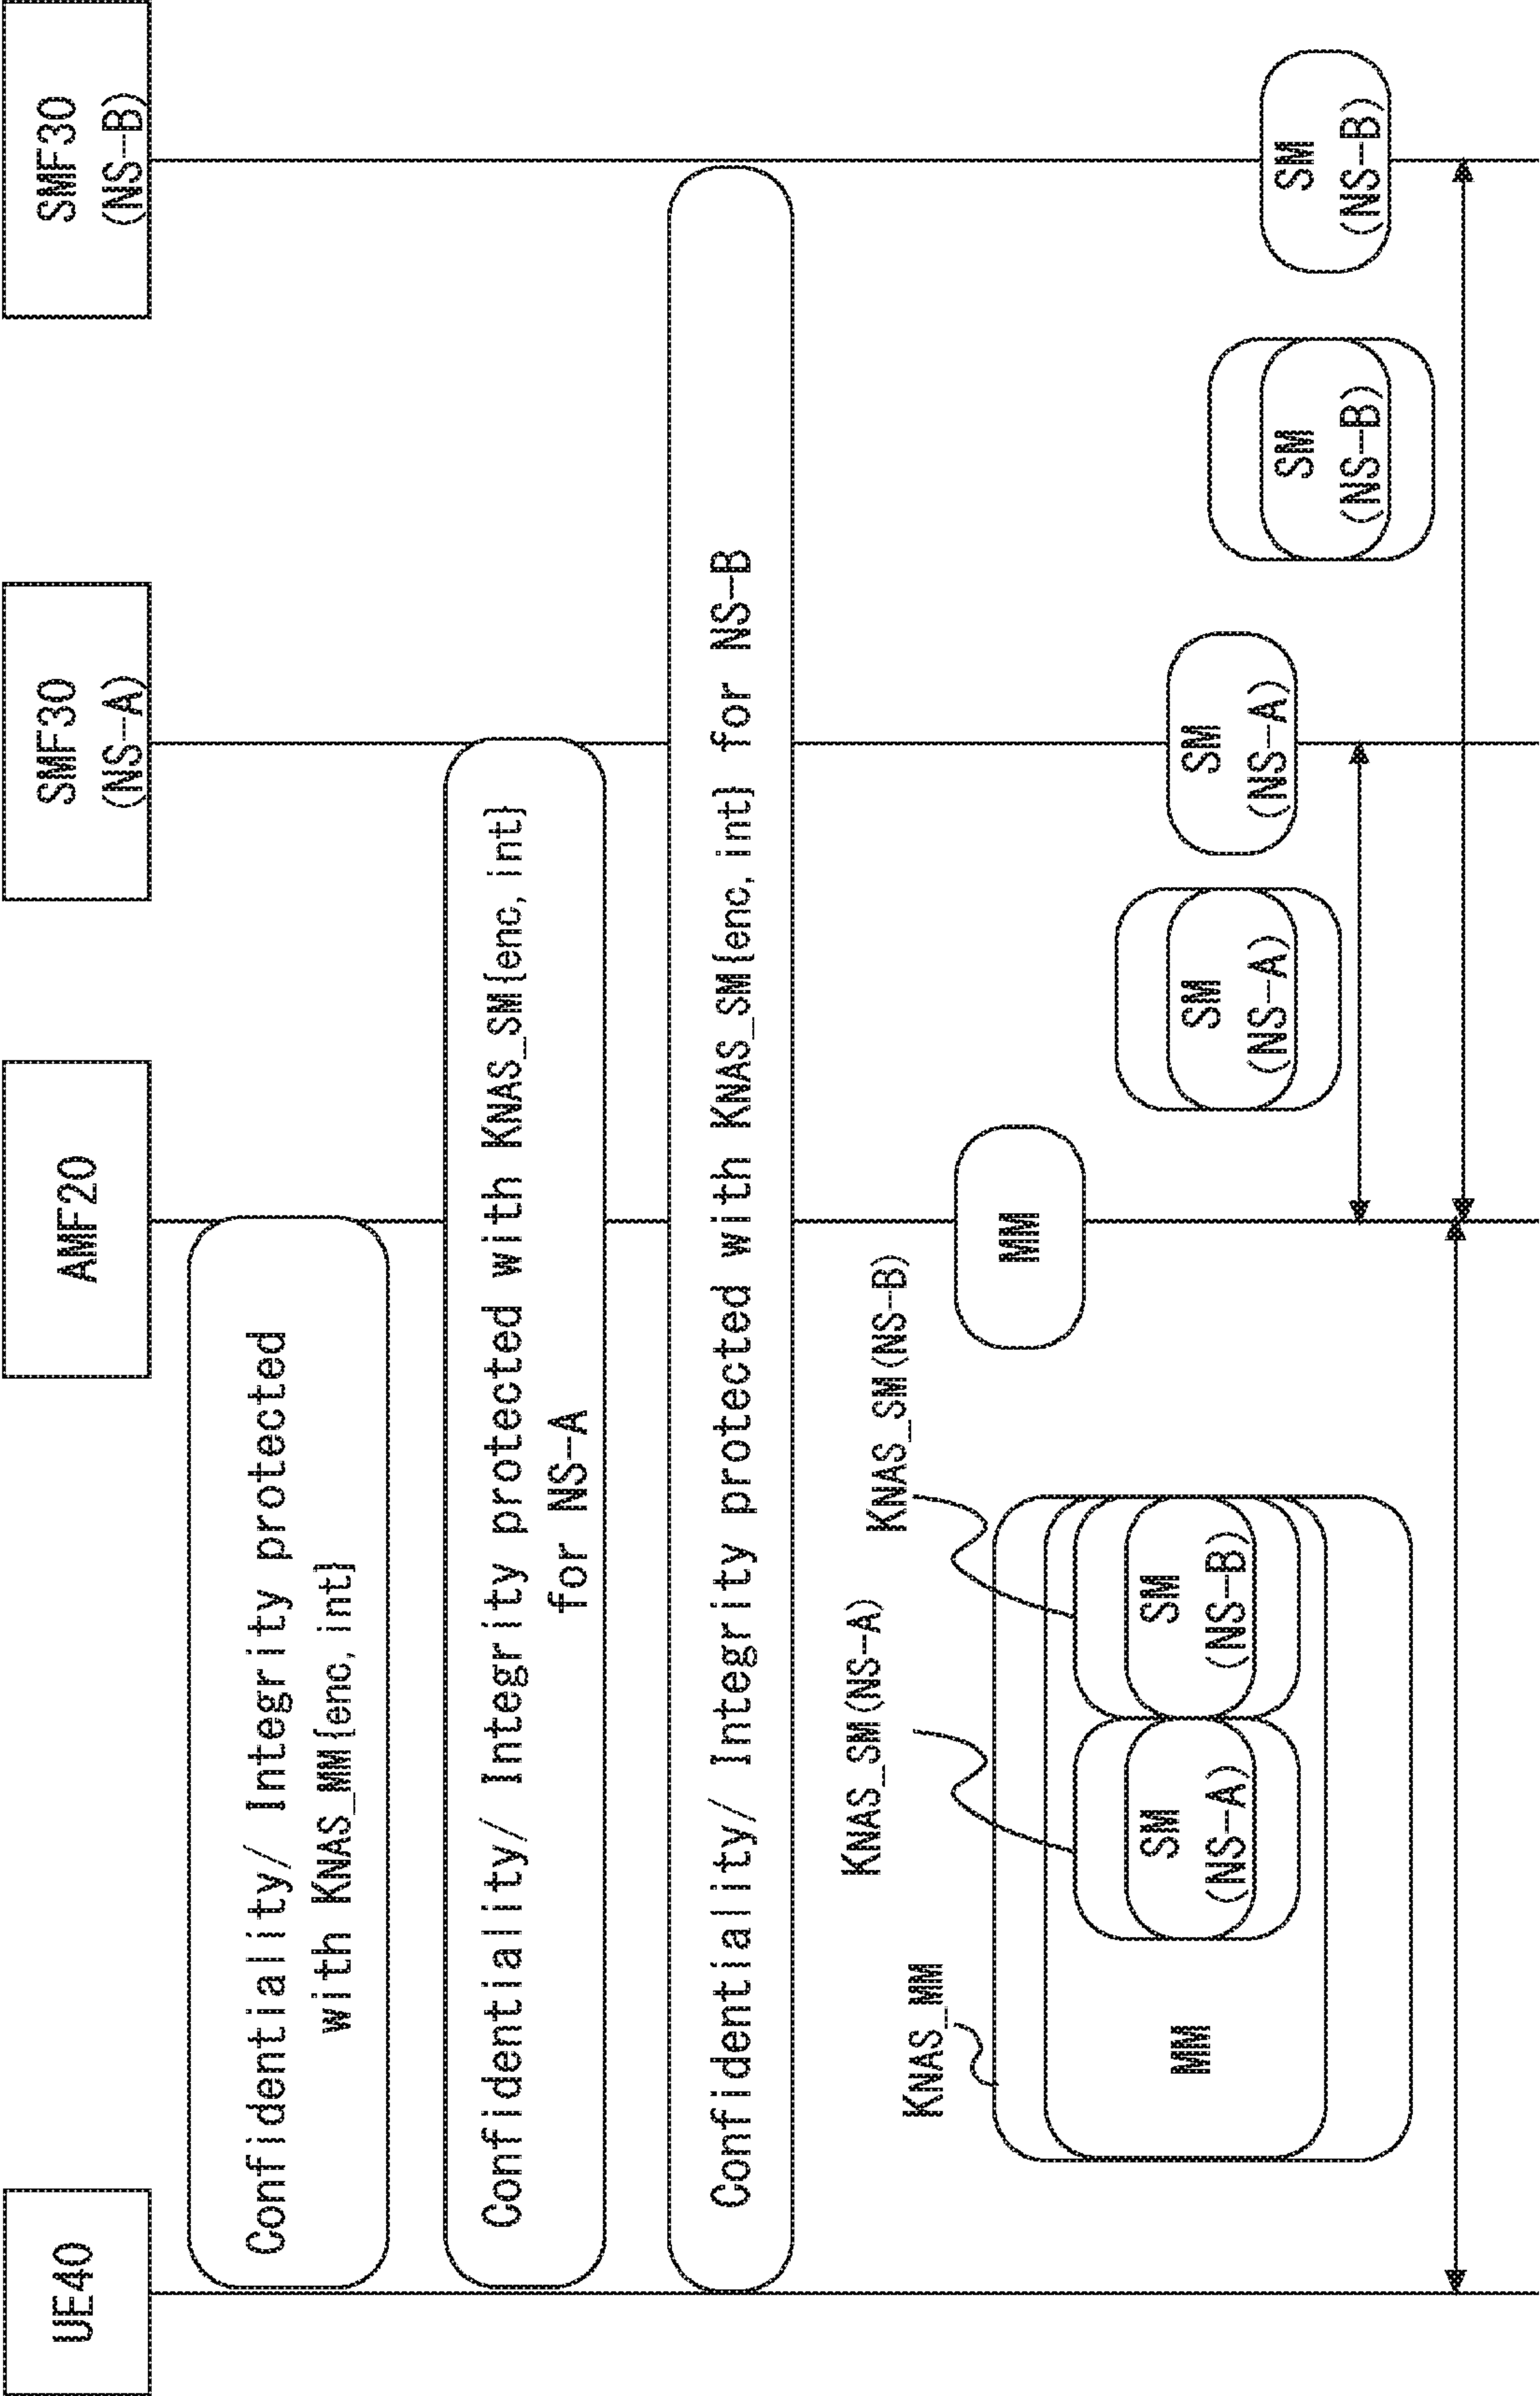 UE40
AMF20
SMF30
(NS-A)
SMF30
(NS-B)
Confidentiality/ Integrity protected
with KNAS_MM{enc, int}
Confidentiality/ Integrity protected with KNAS_SM{enc, int}
for NS-A
Confidentiality/ Integrity protected with KNAS_SM{enc, int} for NS-B
KNAS_MM
KNAS_SM(NS-A)
KNAS_SM(NS-B)
MM
SM
(NS-A)
SM
(NS-B)
MM
SM
(NS-A)
SM
(NS-A)
SM
(NS-B)
SM
(NS-B)